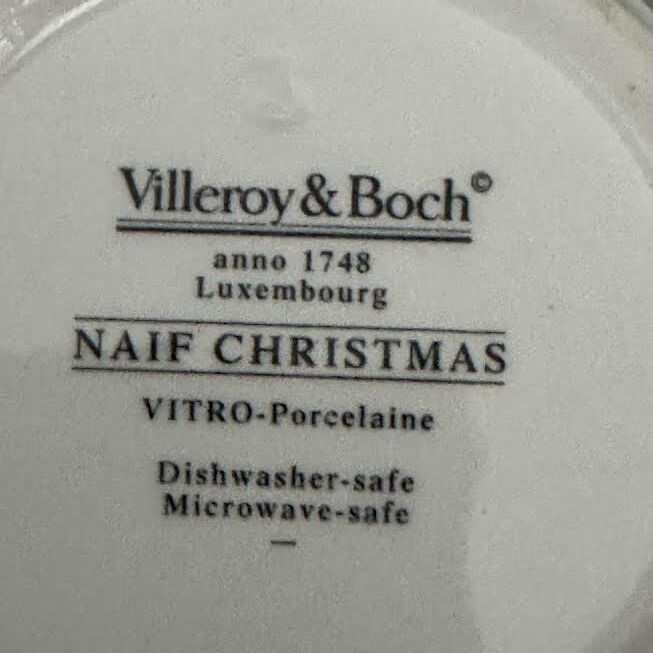 Villeroy & Boch©
anno 1748
Luxembourg
NAIF CHRISTMAS
VITRO-Porcelaine
Dishwasher-safe
Microwave-safe